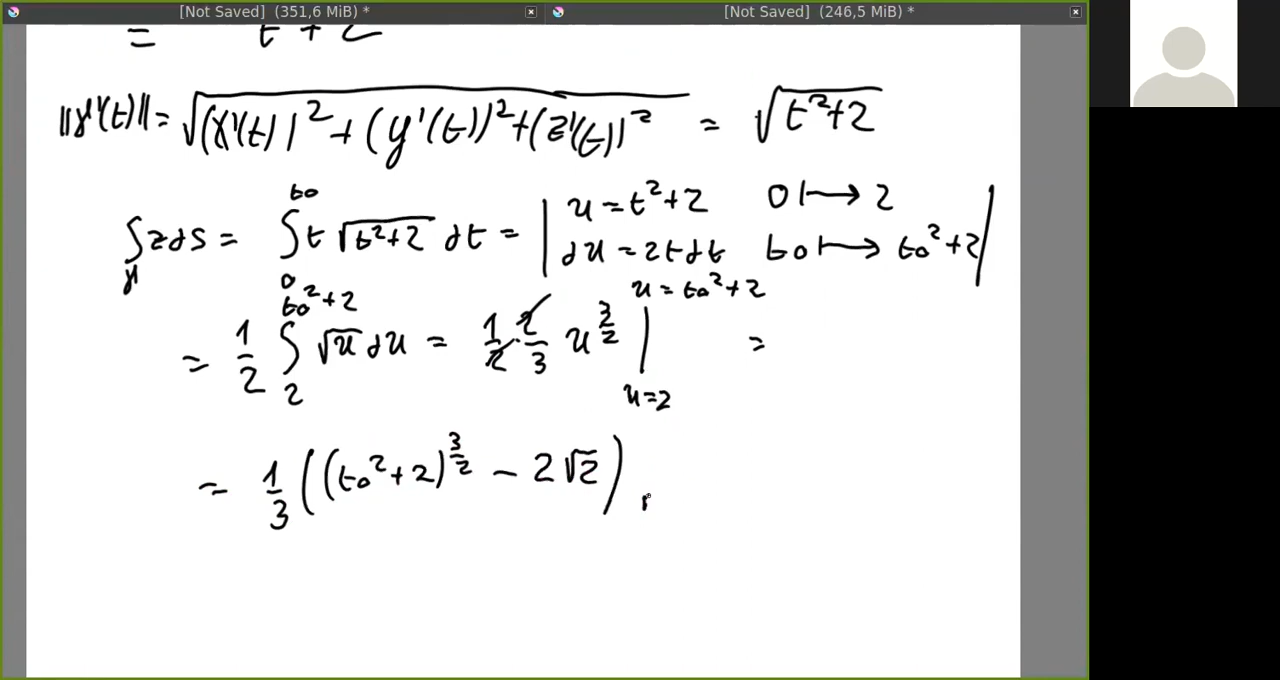 [Not Saved] (351,6 MiB) * [Not Saved] (246,5 MiB) *
= t + 2
||γ'(t)|| = √((x'(t))² + (y'(t))² + (z'(t))²) = √(t²+2)
∫_γ z ds = ∫_0^{t₀} t √(t²+2) dt = | u = t²+2 0 ↦ 2
du = 2t dt t₀ ↦ t₀²+2 |
= 1/2 ∫_2^{t₀²+2} √u du = 1/2 · 2/3 u^{3/2} |_{u=2}^{u=t₀²+2} =
= 1/3 ((t₀²+2)^{3/2} − 2√2)